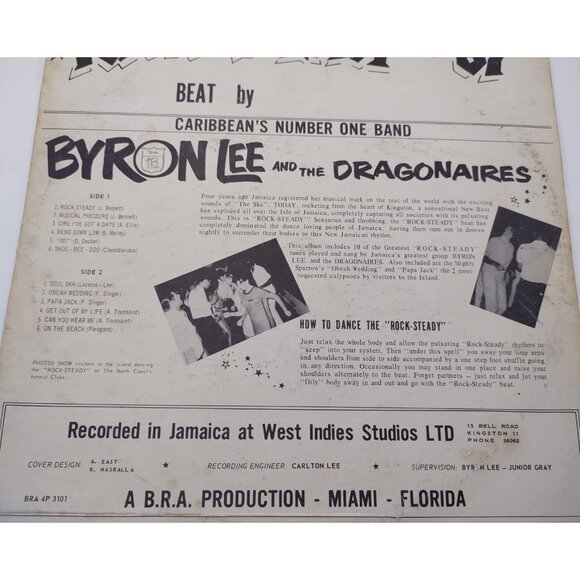 BEAT by
CARIBBEAN'S NUMBER ONE BAND
BYRON LEE AND THE DRAGONAIRES
SIDE 1
1. ROCK STEADY (J. Bennett)
2. MUSICAL PRESSURE (J. Bennett)
3. GIRL I'VE GOT A DATE (A. Ellis)
4. BEND DOWN LOW (B. Marley)
5. "007" (D. Decker)
6. SHOO-BEE-DOO (Clarendonians)
SIDE 2
1. SOUL SKA (Lazarus - Lee)
2. OBEAH WEDDING (F. Slinger)
3. PAPA JACK (F. Slinger)
4. GET OUT OF MY LIFE (A. Toussaint)
5. CAN YOU HEAR ME (A. Toussaint)
6. ON THE BEACH (Paragons)
PHOTOS SHOW visitors to the Island dancing
the "ROCK-STEADY" at The North Coast's
famous Clubs.
Four years ago Jamaica registered her musical mark on the rest of the world with the exciting
sounds of "The Ska". TODAY, rocketing from the heart of Kingston, a sensational New Beat
has exploded all over the Isle of Jamaica, completely capturing all societies with its pulsating
sounds. This is "ROCK-STEADY" Sensuous and throbbing, the "ROCK-STEADY" has
completely dominated the dance loving people of Jamaica, having them turn out in droves
nightly to surrender their bodies to this New Jamaican rhythm.
This album includes 10 of the Greatest "ROCK-STEADY"
tunes played and sung by Jamaica's greatest group BYRON
LEE and the DRAGONAIRES. Also included are the Mighty
Sparrow's "Obeah Wedding" and "Papa Jack" the 2 most
requested calypsoes by visitors to the Island.
HOW TO DANCE THE "ROCK-STEADY"
Just relax the whole body and allow the pulsating "Rock-Steady" rhythms to
"seep" into your system. Then "under this spell" you sway your limp arms
and shoulders from side to side accompanied by a one step foot shuffle going
in any direction. Occasionally you may stand in one place and raise your
shoulders alternately to the beat. Forget partners - just relax and let your
"Oily" body sway in and out and go with the "Rock-Steady" beat.
Recorded in Jamaica at West Indies Studios LTD
13 BELL ROAD
KINGSTON 11
PHONE 36062
COVER DESIGN: A. EAST
R. NASRALLA
★ RECORDING ENGINEER: CARLTON LEE ★
SUPERVISION: BYR N LEE - JUNIOR GRAY
BRA 4P 3101
A B.R.A. PRODUCTION - MIAMI - FLORIDA